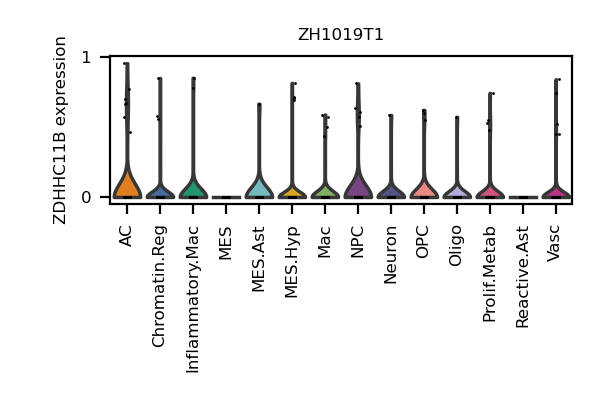 ZH1019T1
ZDHHC11B expression
1
0
AC
Chromatin.Reg
Inflammatory.Mac
MES
MES.Ast
MES.Hyp
Mac
NPC
Neuron
OPC
Oligo
Prolif.Metab
Reactive.Ast
Vasc